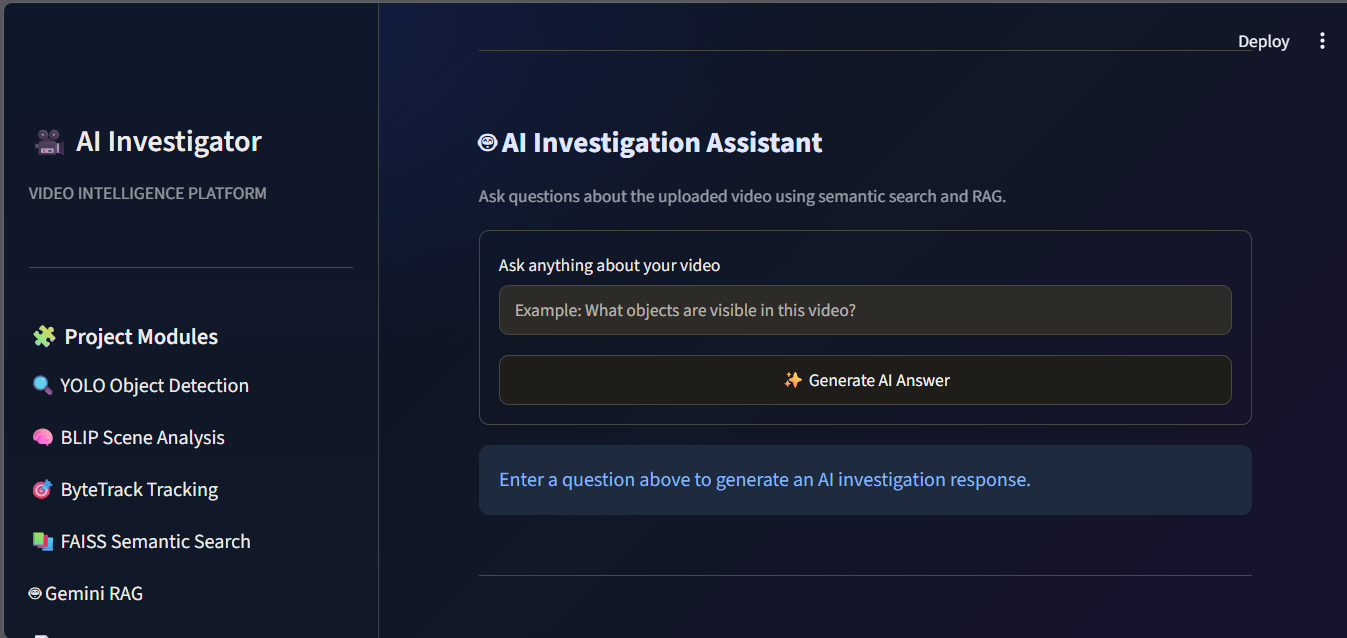 Deploy
AI Investigator
VIDEO INTELLIGENCE PLATFORM
Project Modules
YOLO Object Detection
BLIP Scene Analysis
ByteTrack Tracking
FAISS Semantic Search
Gemini RAG
AI Investigation Assistant
Ask questions about the uploaded video using semantic search and RAG.
Ask anything about your video
Example: What objects are visible in this video?
✨ Generate AI Answer
Enter a question above to generate an AI investigation response.